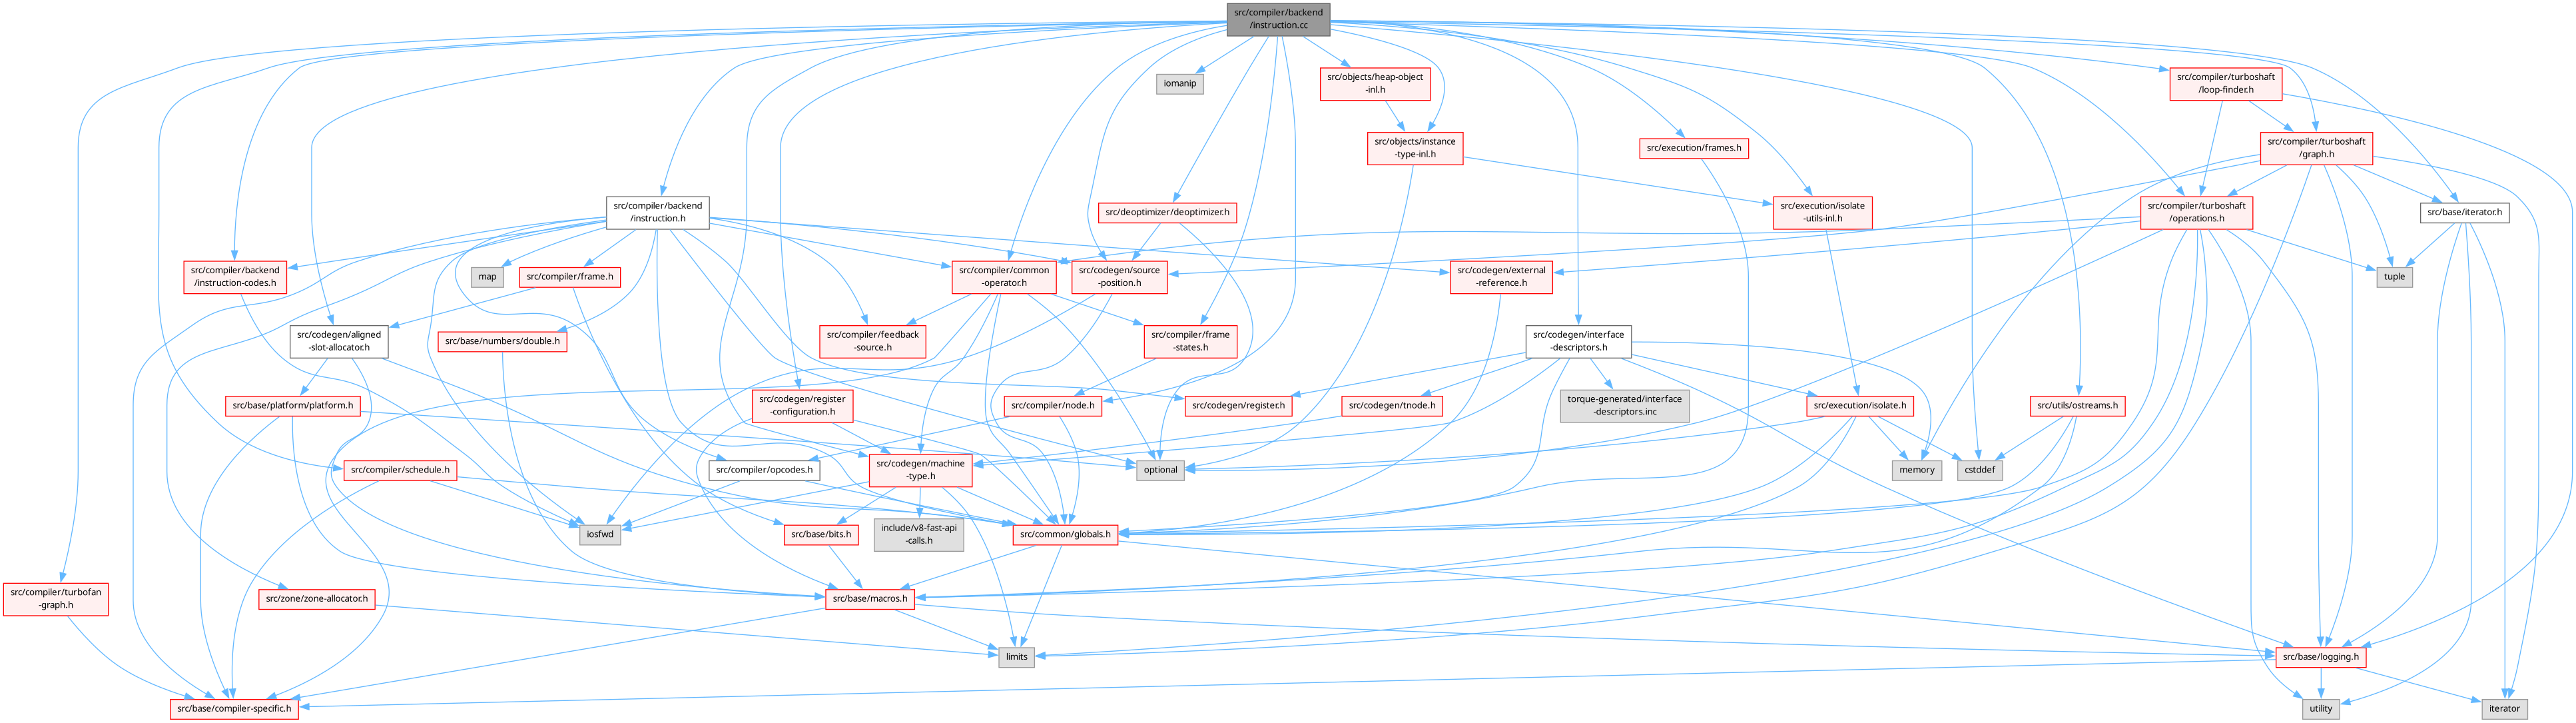 src/compiler/backend
/instruction.cc
iomanip
src/objects/heap-object
-inl.h
src/compiler/turboshaft
/loop-finder.h
src/objects/instance
-type-inl.h
src/execution/frames.h
src/compiler/turboshaft
/graph.h
src/compiler/backend
/instruction.h
src/deoptimizer/deoptimizer.h
src/execution/isolate
-utils-inl.h
src/compiler/turboshaft
/operations.h
src/base/iterator.h
src/compiler/backend
/instruction-codes.h
map
src/compiler/frame.h
src/compiler/common
-operator.h
src/codegen/source
-position.h
src/codegen/external
-reference.h
tuple
src/codegen/aligned
-slot-allocator.h
src/base/numbers/double.h
src/compiler/feedback
-source.h
src/compiler/frame
-states.h
src/codegen/interface
-descriptors.h
src/base/platform/platform.h
src/codegen/register
-configuration.h
src/compiler/node.h
src/codegen/register.h
src/codegen/tnode.h
torque-generated/interface
-descriptors.inc
src/execution/isolate.h
src/utils/ostreams.h
src/compiler/schedule.h
src/compiler/opcodes.h
src/codegen/machine
-type.h
optional
memory
cstddef
iosfwd
src/base/bits.h
include/v8-fast-api
-calls.h
src/common/globals.h
src/compiler/turbofan
-graph.h
src/zone/zone-allocator.h
src/base/macros.h
limits
src/base/logging.h
src/base/compiler-specific.h
utility
iterator